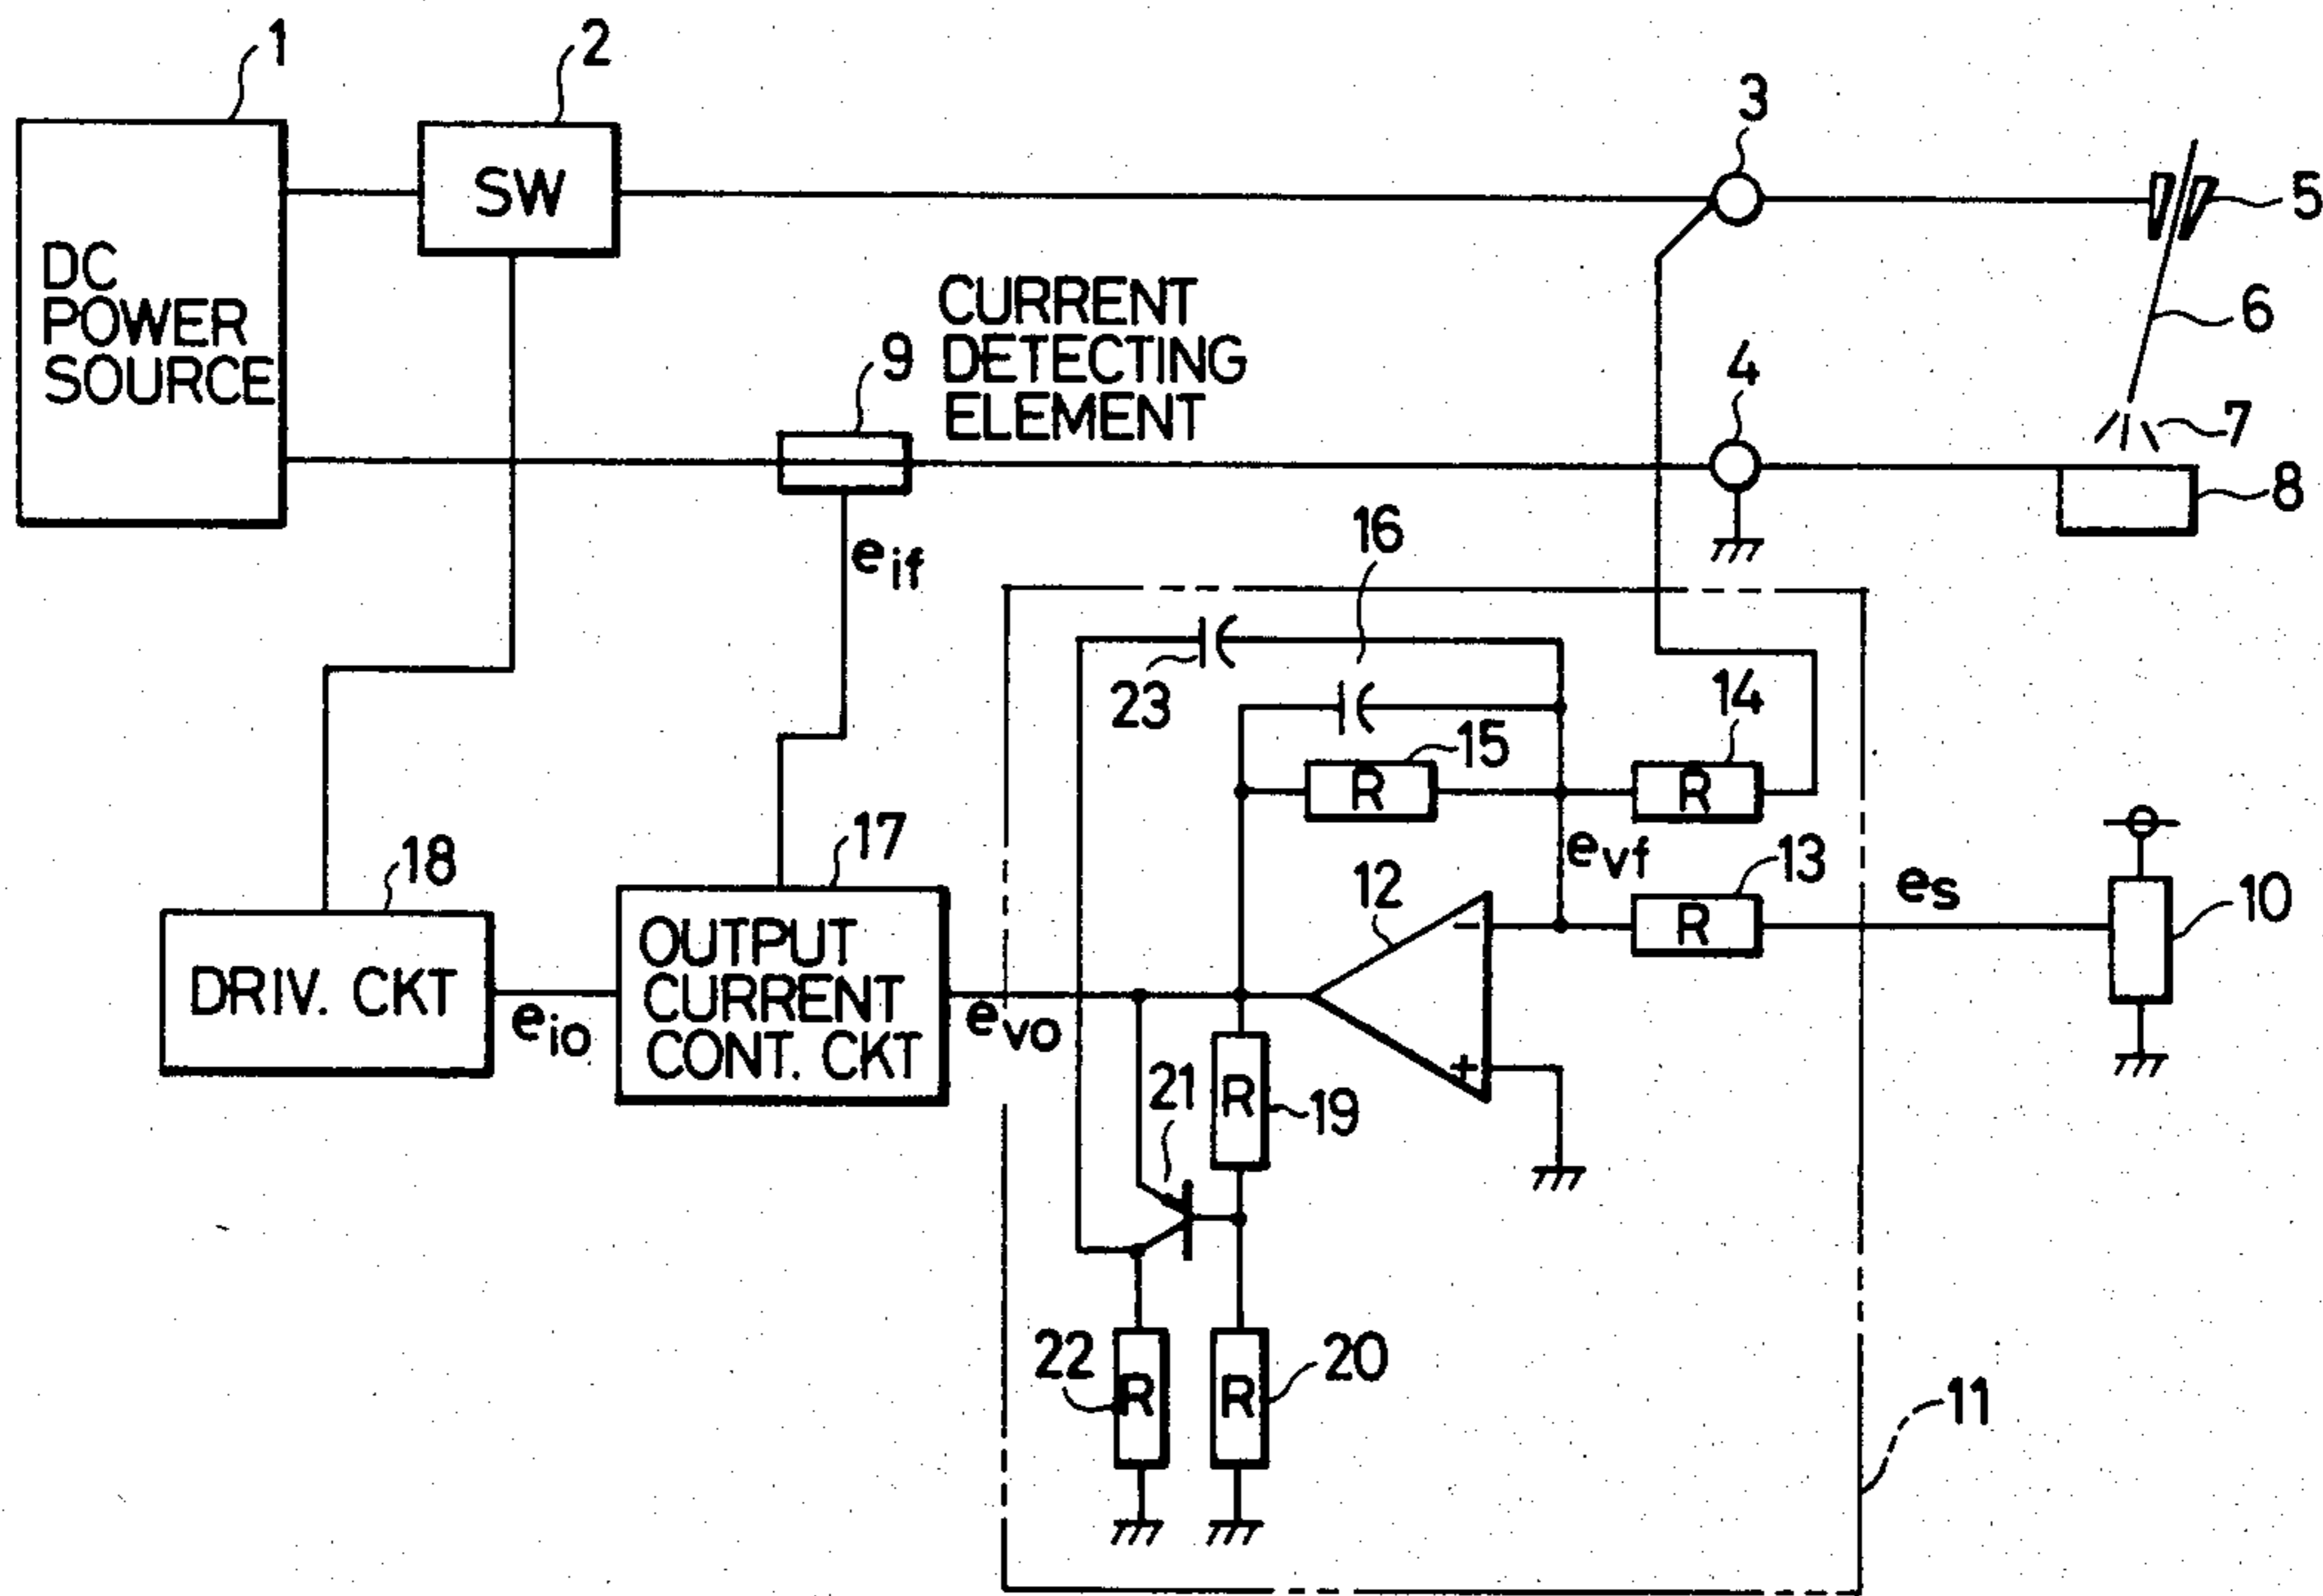 1
2
3
SW
5
DC
POWER
SOURCE
CURRENT
DETECTING
ELEMENT
9
6
4
7
8
16
eif
23
14
15
R
R
evf
13
18
17
12
es
10
R
OUTPUT
CURRENT
CONT. CKT
DRIV. CKT
eio
evo
21
R
19
22
R
R
20
11